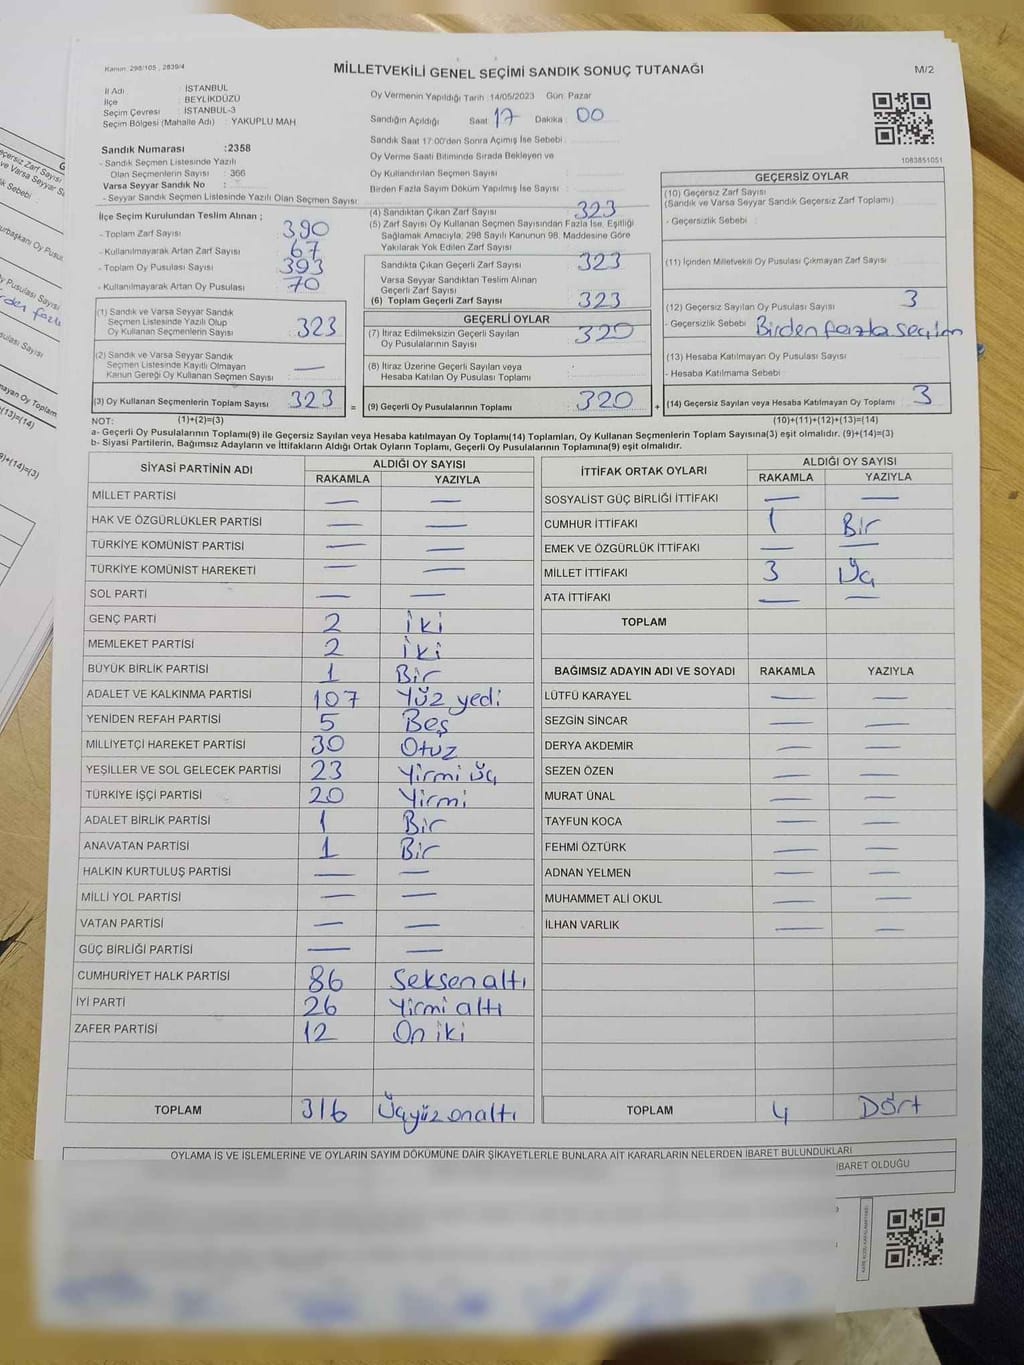 Kanun: 298/105 , 2839/4
MİLLETVEKİLİ GENEL SEÇİMİ SANDIK SONUÇ TUTANAĞI
M/2
İl Adı : İSTANBUL
İlçe : BEYLİKDÜZÜ
Seçim Çevresi : İSTANBUL-3
Seçim Bölgesi (Mahalle Adı) : YAKUPLU MAH
Oy Vermenin Yapıldığı Tarih :14/05/2023 Gün: Pazar
Sandığın Açıldığı Saat: 17 Dakika: 00
Sandık Saat 17:00'den Sonra Açımış İse Sebebi :
Oy Verme Saati Bitiminde Sırada Bekleyen ve
Oy Kullandırılan Seçmen Sayısı :
Birden Fazla Sayım Döküm Yapılmış İse Sayısı :
1083851051
Sandık Numarası :2358
- Sandık Seçmen Listesinde Yazılı
Olan Seçmenlerin Sayısı : 366
Varsa Seyyar Sandık No :
- Seyyar Sandık Seçmen Listesinde Yazılı Olan Seçmen Sayısı:
İlçe Seçim Kurulundan Teslim Alınan ;
- Toplam Zarf Sayısı : 390
- Kullanılmayarak Artan Zarf Sayısı : 67
- Toplam Oy Pusulası Sayısı : 393
- Kullanılmayarak Artan Oy Pusulası : 70
(1) Sandık ve Varsa Seyyar Sandık
Seçmen Listesinde Yazılı Olup
Oy Kullanan Seçmenlerin Sayısı : 323
(2) Sandık ve Varsa Seyyar Sandık
Seçmen Listesinde Kayıtlı Olmayan
Kanun Gereği Oy Kullanan Seçmen Sayısı : —
(3) Oy Kullanan Seçmenlerin Toplam Sayısı : 323
(4) Sandıktan Çıkan Zarf Sayısı : 323
(5) Zarf Sayısı Oy Kullanan Seçmen Sayısından Fazla İse, Eşitliği
Sağlamak Amacıyla, 298 Sayılı Kanunun 98. Maddesine Göre
Yakılarak Yok Edilen Zarf Sayısı :
Sandıkta Çıkan Geçerli Zarf Sayısı : 323
Varsa Seyyar Sandıktan Teslim Alınan
Geçerli Zarf Sayısı :
(6) Toplam Geçerli Zarf Sayısı : 323
GEÇERLİ OYLAR
(7) İtiraz Edilmeksizin Geçerli Sayılan
Oy Pusulalarının Sayısı : 320
(8) İtiraz Üzerine Geçerli Sayılan veya
Hesaba Katılan Oy Pusulası Toplamı :
= (9) Geçerli Oy Pusulalarının Toplamı : 320
GEÇERSİZ OYLAR
(10) Geçersiz Zarf Sayısı
(Sandık ve Varsa Seyyar Sandık Geçersiz Zarf Toplamı) :
- Geçersizlik Sebebi :
(11) İçinden Milletvekili Oy Pusulası Çıkmayan Zarf Sayısı :
(12) Geçersiz Sayılan Oy Pusulası Sayısı : 3
- Geçersizlik Sebebi : Birden fazla seçilen
(13) Hesaba Katılmayan Oy Pusulası Sayısı :
- Hesaba Katılmama Sebebi :
+ (14) Geçersiz Sayılan veya Hesaba Katılmayan Oy Toplamı : 3
NOT: (1)+(2)=(3)
(10)+(11)+(12)+(13)=(14)
a- Geçerli Oy Pusulalarının Toplamı(9) ile Geçersiz Sayılan veya Hesaba katılmayan Oy Toplamı(14) Toplamları, Oy Kullanan Seçmenlerin Toplam Sayısına(3) eşit olmalıdır. (9)+(14)=(3)
b- Siyasi Partilerin, Bağımsız Adayların ve İttifakların Aldığı Ortak Oyların Toplamı, Geçerli Oy Pusulalarının Toplamına(9) eşit olmalıdır.
SİYASİ PARTİNİN ADI ALDIĞI OY SAYISI
RAKAMLA YAZIYLA
MİLLET PARTİSİ — —
HAK VE ÖZGÜRLÜKLER PARTİSİ — —
TÜRKİYE KOMÜNİST PARTİSİ — —
TÜRKİYE KOMÜNİST HAREKETİ — —
SOL PARTİ — —
GENÇ PARTİ 2 İki
MEMLEKET PARTİSİ 2 İki
BÜYÜK BİRLİK PARTİSİ 1 Bir
ADALET VE KALKINMA PARTİSİ 107 Yüz yedi
YENİDEN REFAH PARTİSİ 5 Beş
MİLLİYETÇİ HAREKET PARTİSİ 30 Otuz
YEŞİLLER VE SOL GELECEK PARTİSİ 23 Yirmi üç
TÜRKİYE İŞÇİ PARTİSİ 20 Yirmi
ADALET BİRLİK PARTİSİ 1 Bir
ANAVATAN PARTİSİ 1 Bir
HALKIN KURTULUŞ PARTİSİ — —
MİLLİ YOL PARTİSİ — —
VATAN PARTİSİ — —
GÜÇ BİRLİĞİ PARTİSİ — —
CUMHURİYET HALK PARTİSİ 86 Seksen altı
İYİ PARTİ 26 Yirmi altı
ZAFER PARTİSİ 12 On iki
TOPLAM 316 Üçyüz onaltı
İTTİFAK ORTAK OYLARI ALDIĞI OY SAYISI
RAKAMLA YAZIYLA
SOSYALİST GÜÇ BİRLİĞİ İTTİFAKI — —
CUMHUR İTTİFAKI 1 Bir
EMEK VE ÖZGÜRLÜK İTTİFAKI — —
MİLLET İTTİFAKI 3 Üç
ATA İTTİFAKI — —
TOPLAM
BAĞIMSIZ ADAYIN ADI VE SOYADI RAKAMLA YAZIYLA
LÜTFÜ KARAYEL — —
SEZGİN SİNCAR — —
DERYA AKDEMİR — —
SEZEN ÖZEN — —
MURAT ÜNAL — —
TAYFUN KOCA — —
FEHMİ ÖZTÜRK — —
ADNAN YELMEN — —
MUHAMMET ALİ OKUL — —
İLHAN VARLIK — —
TOPLAM 4 Dört
OYLAMA İŞ VE İŞLEMLERİNE VE OYLARIN SAYIM DÖKÜMÜNE DAİR ŞİKAYETLERLE BUNLARA AİT KARARLARIN NELERDEN İBARET BULUNDUKLARI
İBARET OLDUĞU